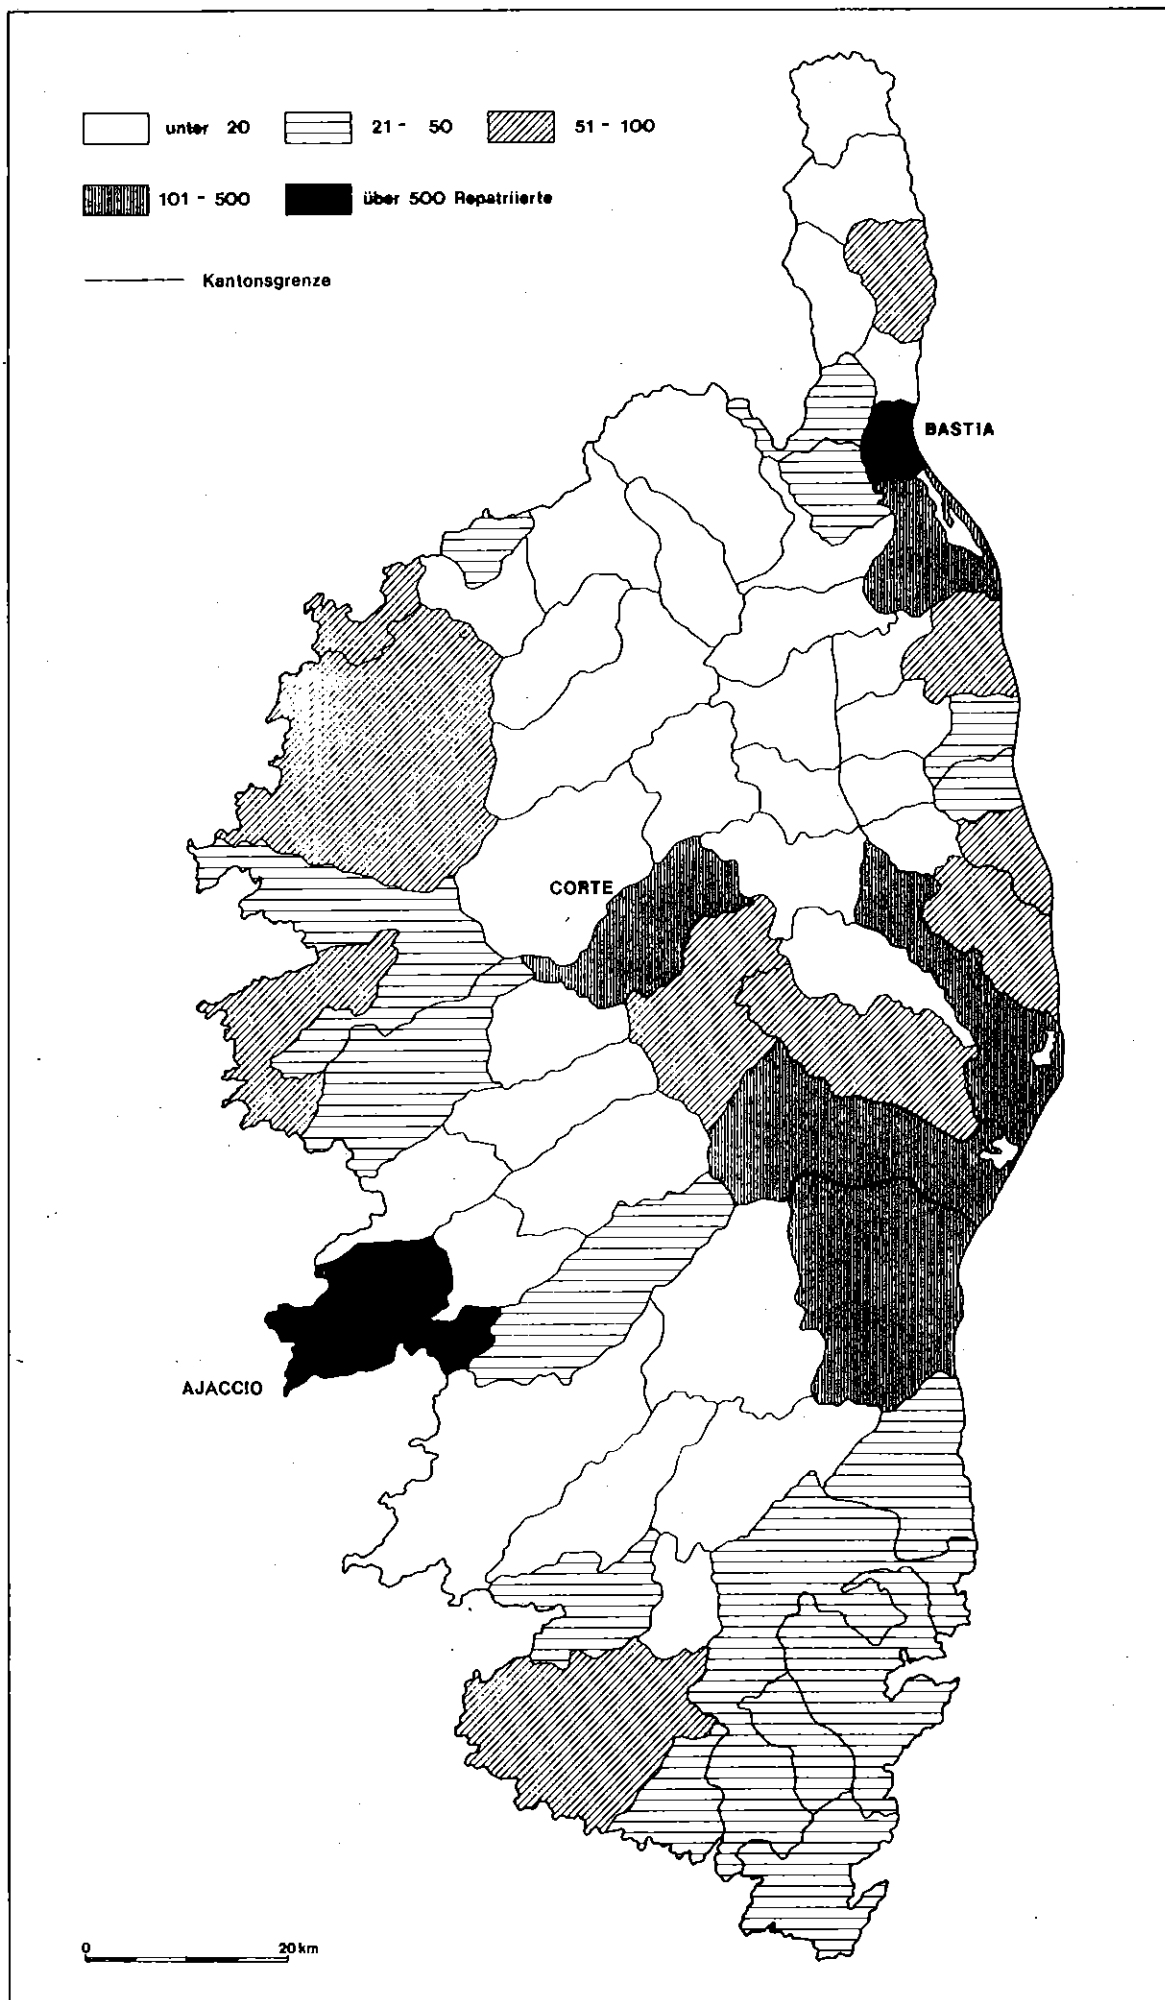 unter 20
21 - 50
51 - 100
101 - 500
über 500 Repatriierte
Kantonsgrenze
BASTIA
CORTE
AJACCIO
0
20 km